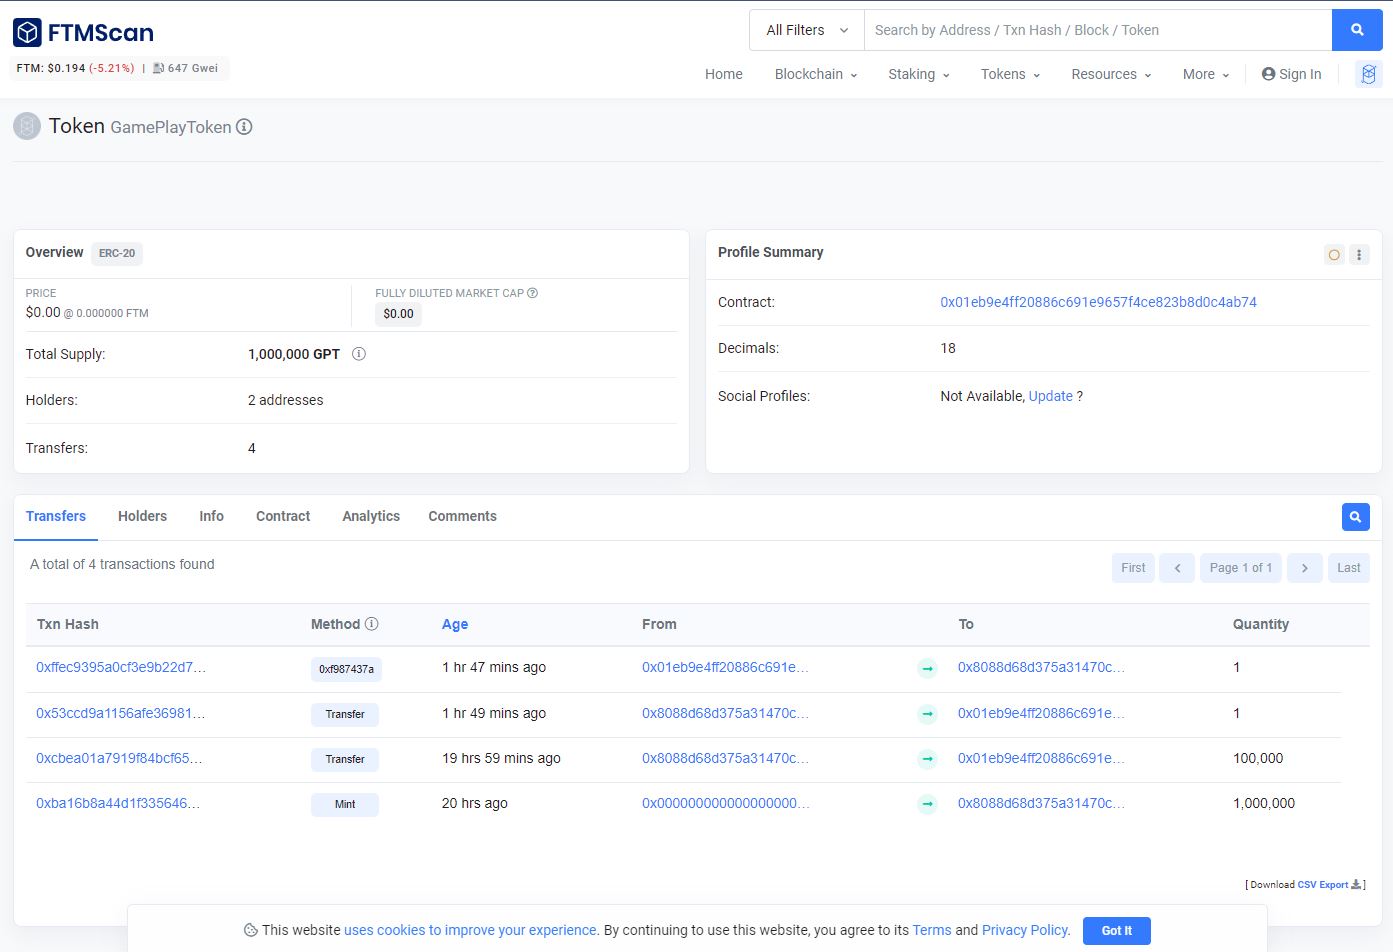 FTMScan
FTM: $0.194 (-5.21%) | 647 Gwei
All Filters
Search by Address / Txn Hash / Block / Token
Home Blockchain Staking Tokens Resources More Sign In
Token GamePlayToken
Overview ERC-20
PRICE
$0.00 @ 0.000000 FTM
FULLY DILUTED MARKET CAP
$0.00
Total Supply: 1,000,000 GPT
Holders: 2 addresses
Transfers: 4
Profile Summary
Contract: 0x01eb9e4ff20886c691e9657f4ce823b8d0c4ab74
Decimals: 18
Social Profiles: Not Available, Update ?
Transfers Holders Info Contract Analytics Comments
A total of 4 transactions found
First Page 1 of 1 Last
Txn Hash Method Age From To Quantity
0xffec9395a0cf3e9b22d7... 0xf987437a 1 hr 47 mins ago 0x01eb9e4ff20886c691e... 0x8088d68d375a31470c... 1
0x53ccd9a1156afe36981... Transfer 1 hr 49 mins ago 0x8088d68d375a31470c... 0x01eb9e4ff20886c691e... 1
0xcbea01a7919f84bcf65... Transfer 19 hrs 59 mins ago 0x8088d68d375a31470c... 0x01eb9e4ff20886c691e... 100,000
0xba16b8a44d1f335646... Mint 20 hrs ago 0x000000000000000000... 0x8088d68d375a31470c... 1,000,000
[ Download CSV Export ]
This website uses cookies to improve your experience. By continuing to use this website, you agree to its Terms and Privacy Policy.
Got It